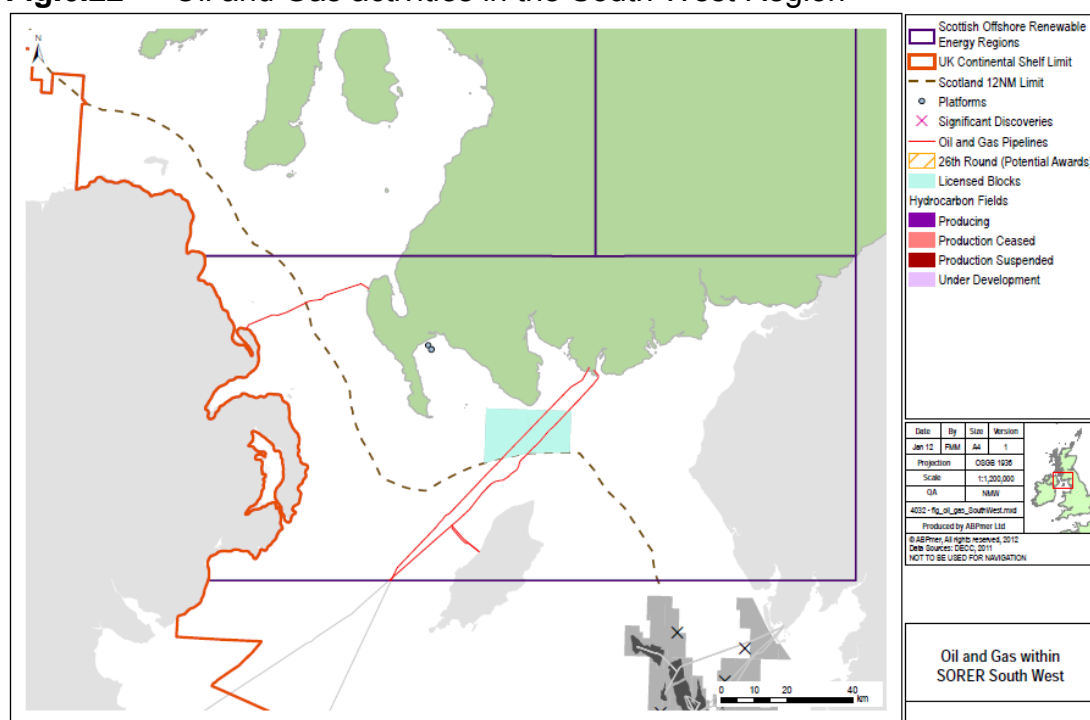 Oil and Gas activities in the South West Region
N
Scottish Offshore Renewable
Energy Regions
UK Continental Shelf Limit
Scotland 12NM Limit
Platforms
Significant Discoveries
Oil and Gas Pipelines
26th Round (Potential Awards)
Licensed Blocks
Hydrocarbon Fields
Producing
Production Ceased
Production Suspended
Under Development
Date By Size Version
Jan 12 FMM A4 1
Projection OSGB 1936
Scale 1:1,200,000
QA NMW
4032 - fig_oil_gas_SouthWest.mxd
Produced by ABPmer Ltd
© ABPmer, All rights reserved, 2012
Data Sources: DECC, 2011
NOT TO BE USED FOR NAVIGATION
Oil and Gas within
SORER South West
0 10 20 40
km